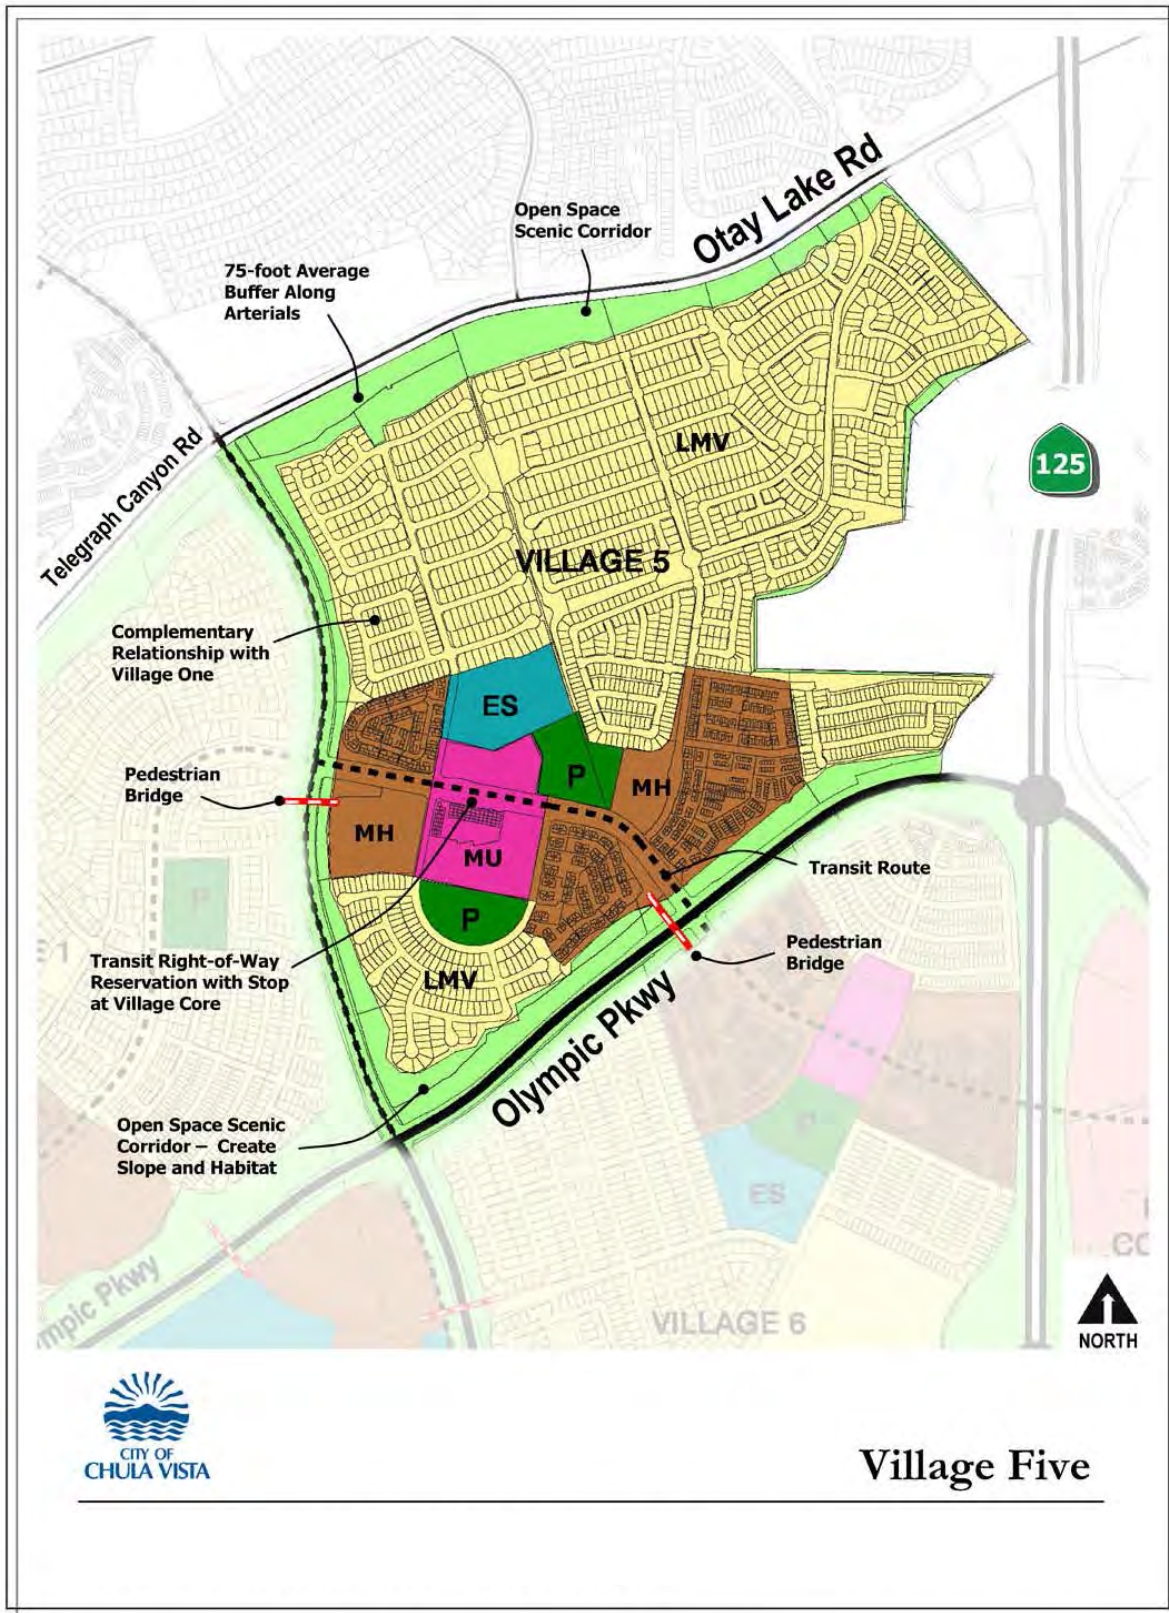 Otay Lake Rd
Open Space
Scenic Corridor
75-foot Average
Buffer Along
Arterials
Telegraph Canyon Rd
LMV
125
VILLAGE 5
Complementary
Relationship with
Village One
ES
Pedestrian
Bridge
P
MH
MH
MU
Transit Route
P
P
E 1
Pedestrian
Bridge
Transit Right-of-Way
Reservation with Stop
at Village Core
LMV
Olympic Pkwy
Open Space Scenic
Corridor – Create
Slope and Habitat
P
ES
CO
mpic Pkwy
VILLAGE 6
NORTH
CITY OF
CHULA VISTA
Village Five